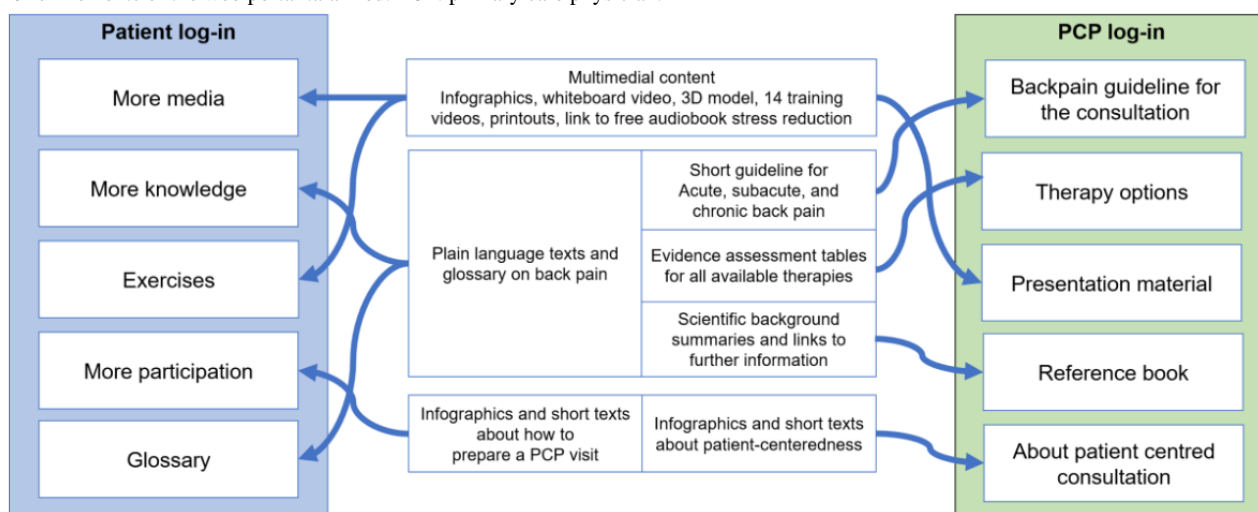 Patient log-in
More media
More knowledge
Exercises
More participation
Glossary
Multimedial content
Infographics, whiteboard video, 3D model, 14 training
videos, printouts, link to free audiobook stress reduction
Plain language texts and
glossary on back pain
Short guideline for
Acute, subacute, and
chronic back pain
Evidence assessment tables
for all available therapies
Scientific background
summaries and links to
further information
Infographics and short texts
about how to
prepare a PCP visit
Infographics and short texts
about patient-centeredness
PCP log-in
Backpain guideline for
the consultation
Therapy options
Presentation material
Reference book
About patient centred
consultation